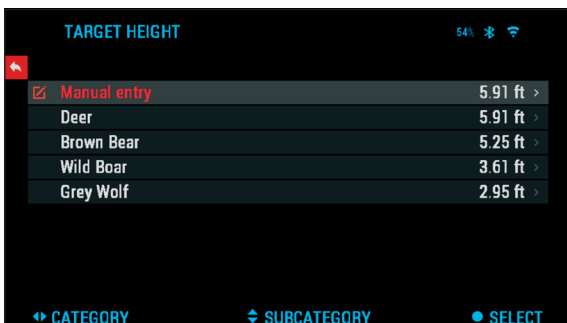 TARGET HEIGHT 54%
Manual entry 5.91 ft >
Deer 5.91 ft >
Brown Bear 5.25 ft >
Wild Boar 3.61 ft >
Grey Wolf 2.95 ft >
CATEGORY SUBCATEGORY SELECT